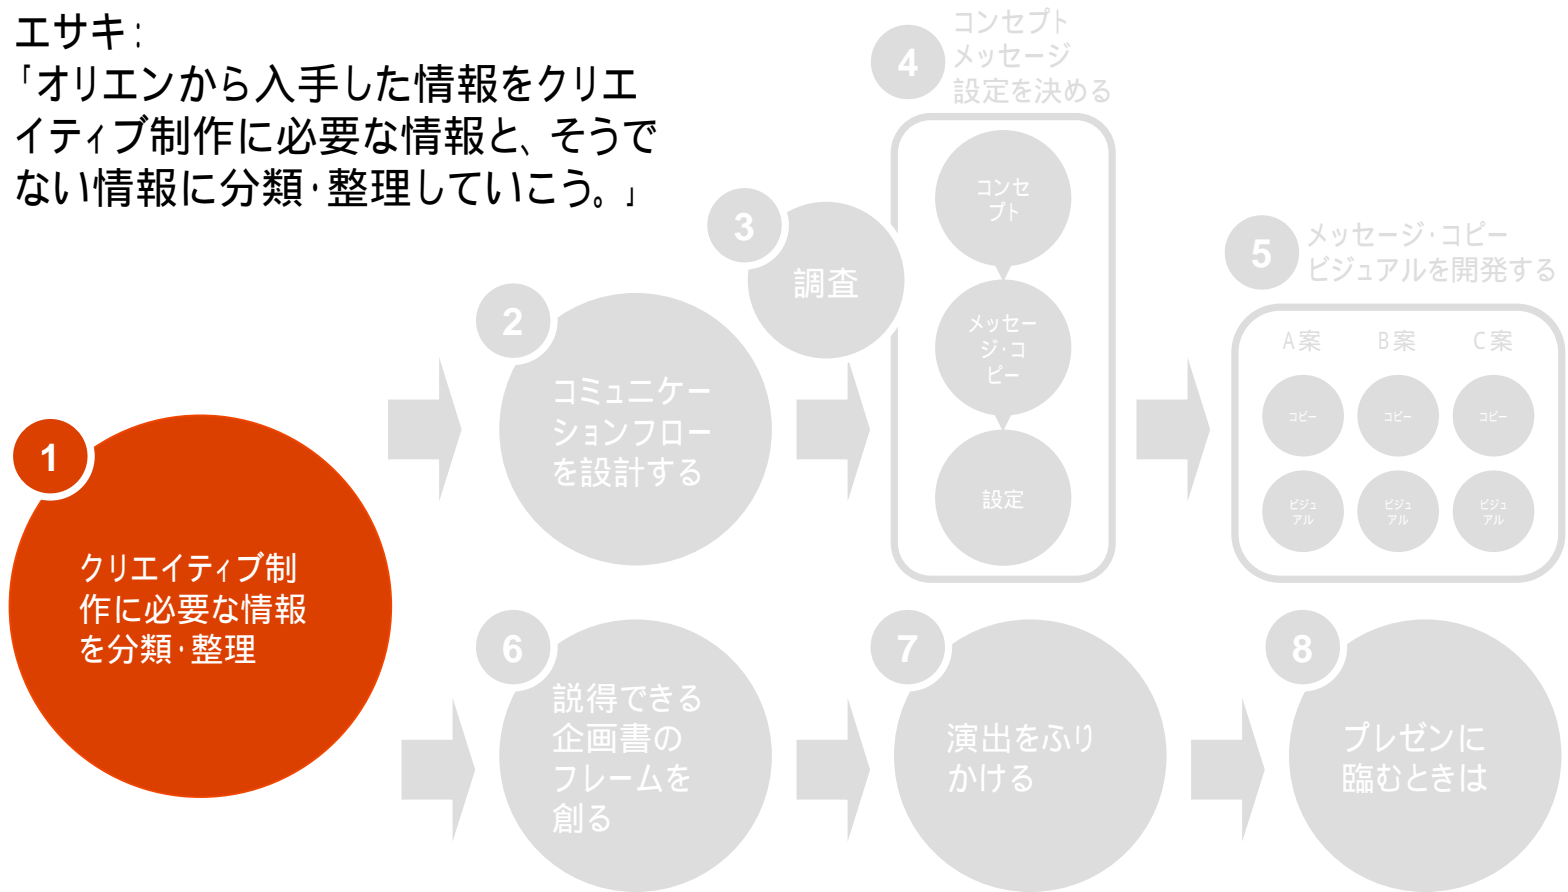 エサキ:
「オリエンから入手した情報をクリエ
イティブ制作に必要な情報と、そうで
ない情報に分類・整理していこう。」
1
クリエイティブ制
作に必要な情報
を分類・整理
2
コミュニケー
ションフロー
を設計する
3
調査
4
コンセプト
メッセージ
設定を決める
コンセ
プト
メッセー
ジ・コ
ピー
設定
5
メッセージ・コピー
ビジュアルを開発する
A案 B案 C案
コピー コピー コピー
ビジュ
アル
ビジュ
アル
ビジュ
アル
6
説得できる
企画書の
フレームを
創る
7
演出をふり
かける
8
プレゼンに
臨むときは